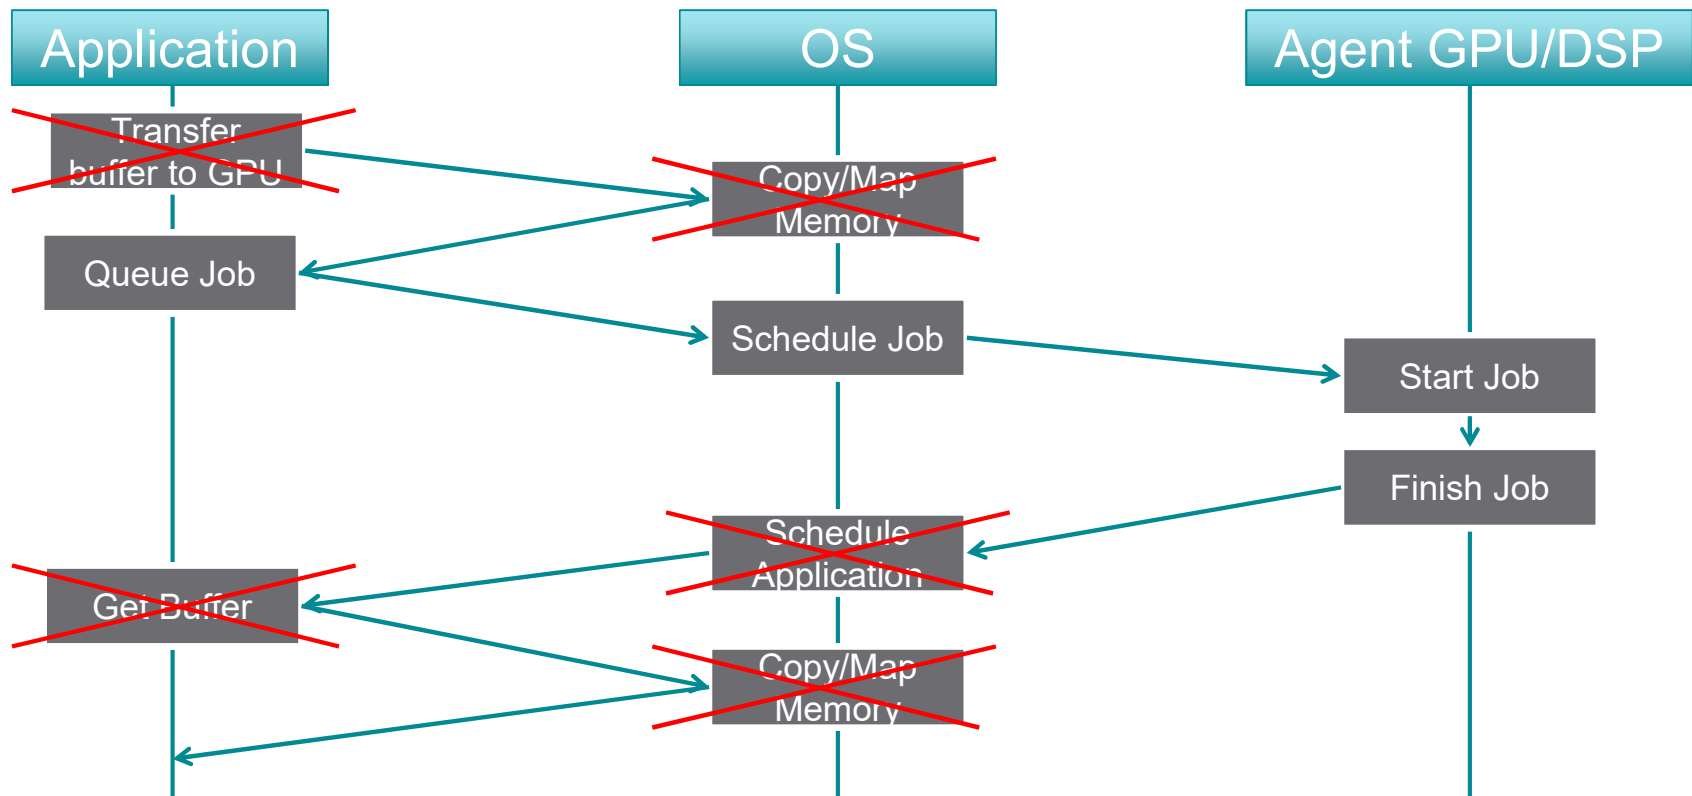 Application
OS
Agent GPU/DSP
Transfer
buffer to GPU
Copy/Map
Memory
Queue Job
Schedule Job
Start Job
Finish Job
Schedule
Application
Get Buffer
Copy/Map
Memory